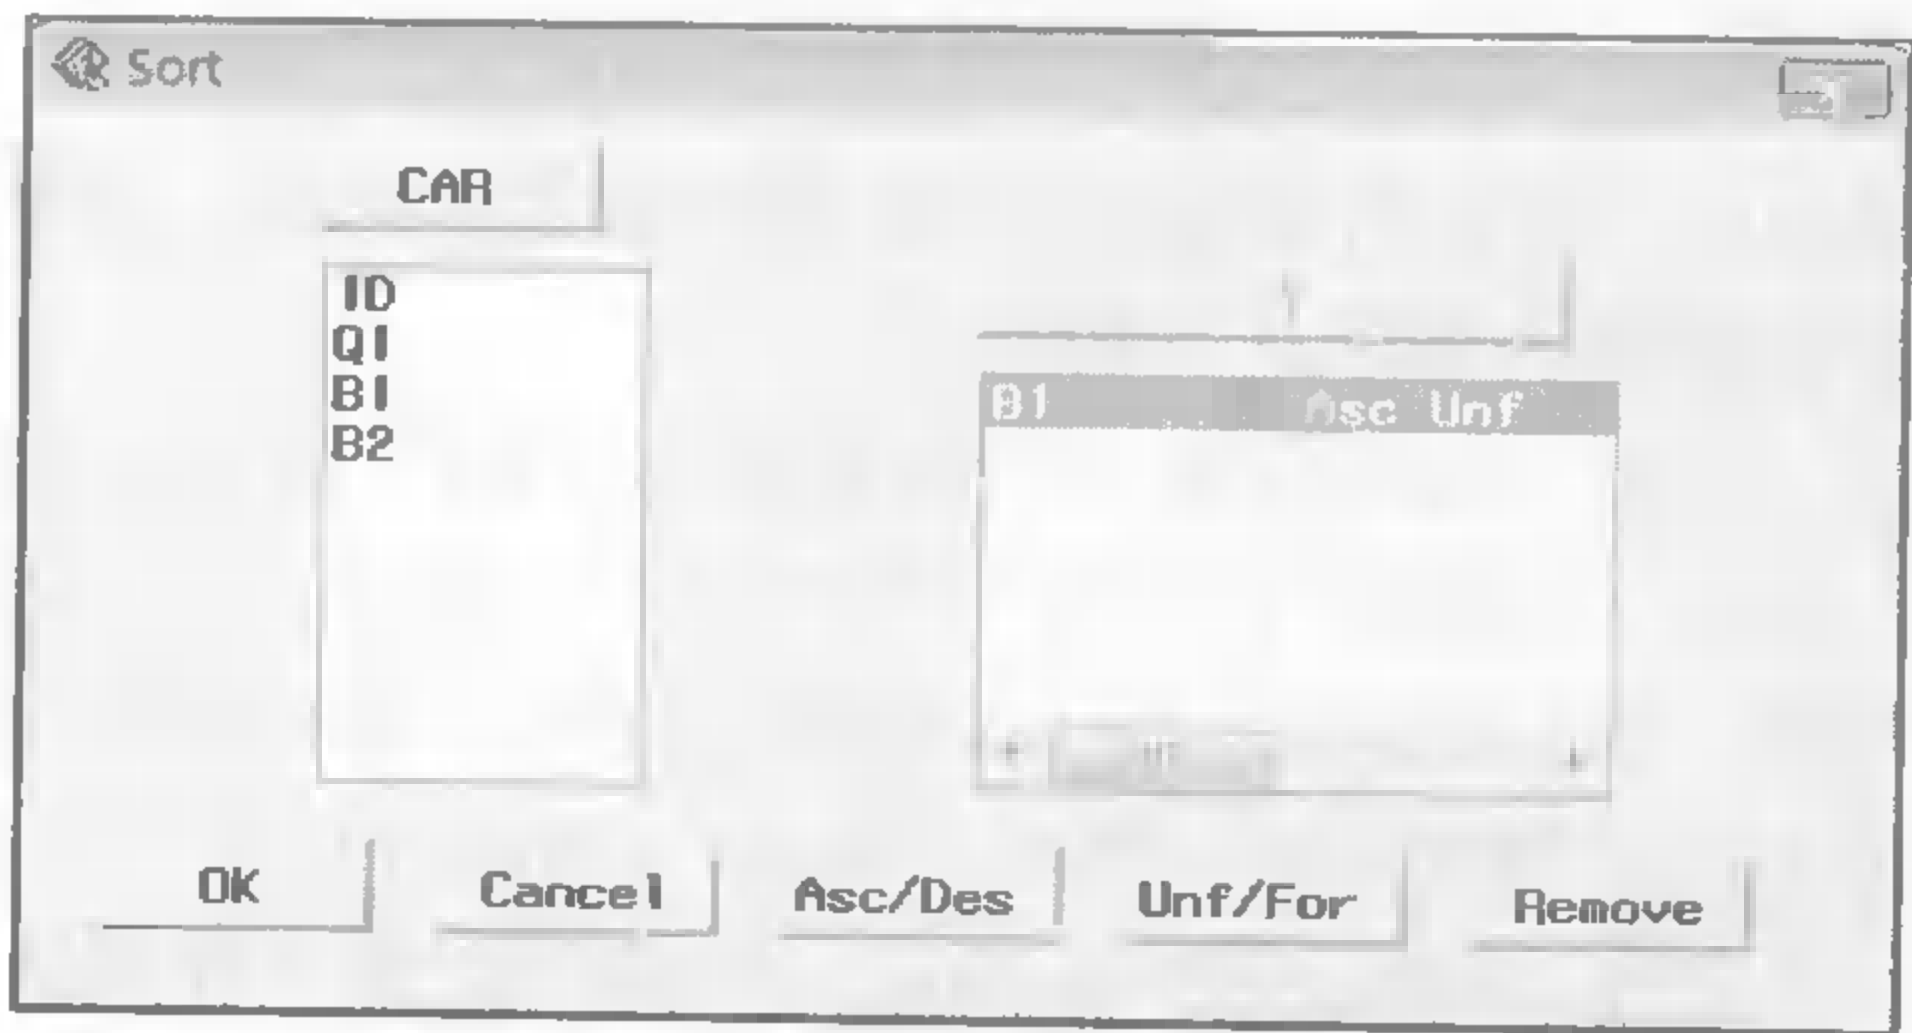 Sort
CAR
ID
Q1
B1
B2
Y
B1 Asc Unf
OK Cancel Asc/Des Unf/For Remove